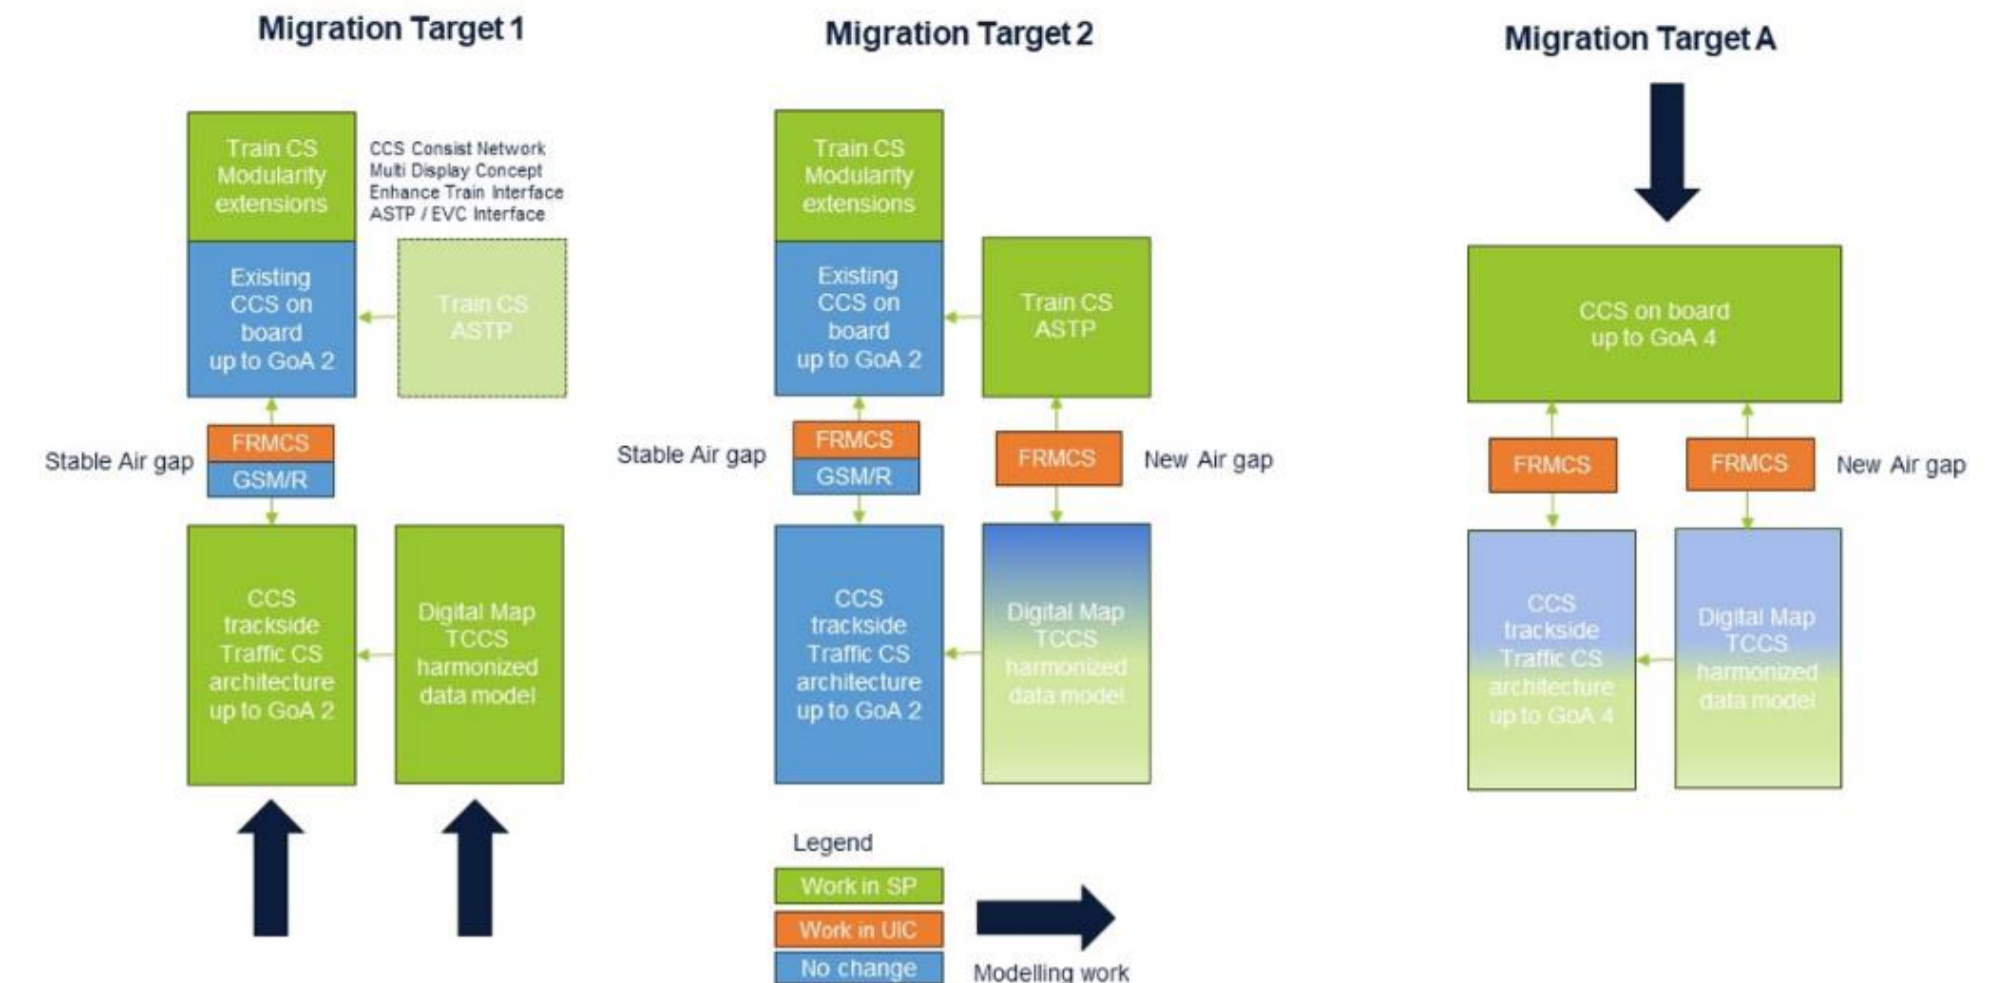 Migration Target 1
Train CS
Modularity
extensions
CCS Consist Network
Multi Display Concept
Enhance Train Interface
ASTP / EVC Interface
Existing
CCS on
board
up to GoA 2
Train CS
ASTP
Stable Air gap
FRMCS
GSM/R
CCS
trackside
Traffic CS
architecture
up to GoA 2
Digital Map
TCCS
harmonized
data model
Migration Target 2
Train CS
Modularity
extensions
Existing
CCS on
board
up to GoA 2
Train CS
ASTP
Stable Air gap
FRMCS
GSM/R
FRMCS
New Air gap
CCS
trackside
Traffic CS
architecture
up to GoA 2
Digital Map
TCCS
harmonized
data model
Legend
Work in SP
Work in UIC
No change
Modelling work
Migration Target A
CCS on board
up to GoA 4
FRMCS
FRMCS
New Air gap
CCS
trackside
Traffic CS
architecture
up to GoA 4
Digital Map
TCCS
harmonized
data model